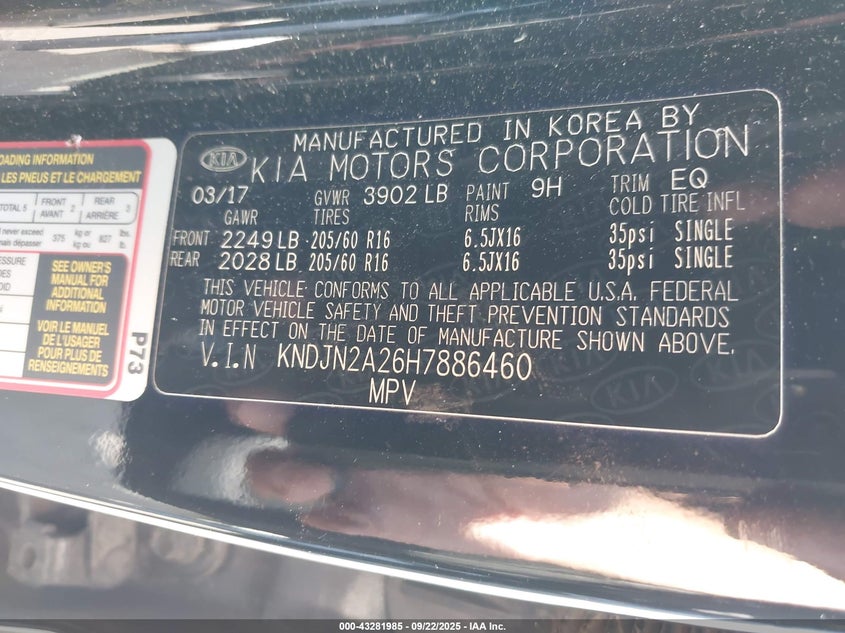 MANUFACTURED IN KOREA BY
KIA KIA MOTORS CORPORATION
03/17 GVWR 3902 LB PAINT 9H TRIM EQ
GAWR TIRES RIMS COLD TIRE INFL
FRONT 2249 LB 205/60 R16 6.5JX16 35psi SINGLE
REAR 2028 LB 205/60 R16 6.5JX16 35psi SINGLE
THIS VEHICLE CONFORMS TO ALL APPLICABLE U.S.A. FEDERAL
MOTOR VEHICLE SAFETY AND THEFT PREVENTION STANDARDS
IN EFFECT ON THE DATE OF MANUFACTURE SHOWN ABOVE.
V.I.N KNDJN2A26H7886460
MPV
LOADING INFORMATION
LES PNEUS ET LE CHARGEMENT
TOTAL 5 FRONT AVANT 2 REAR ARRIÈRE 3
never exceed 375 kg or 827 lbs.
mais dépasser kg ou lb.
SEE OWNER'S
MANUAL FOR
ADDITIONAL
INFORMATION
VOIR LE MANUEL
DE L'USAGER
POUR PLUS DE
RENSEIGNEMENTS
P73
000-43281985 - 09/22/2025 - IAA Inc.